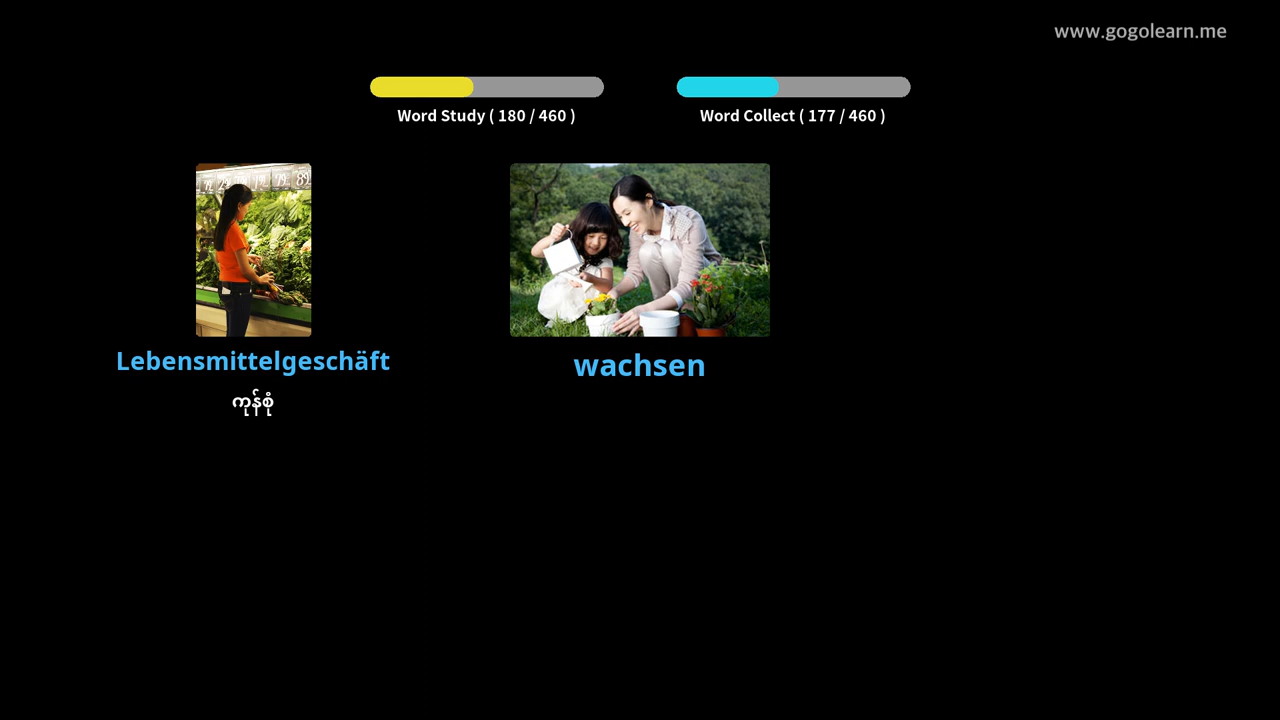 www.gogolearn.me
Word Study ( 180 / 460 )
Word Collect ( 177 / 460 )
Lebensmittelgeschäft
wachsen
ကုန်စုံ